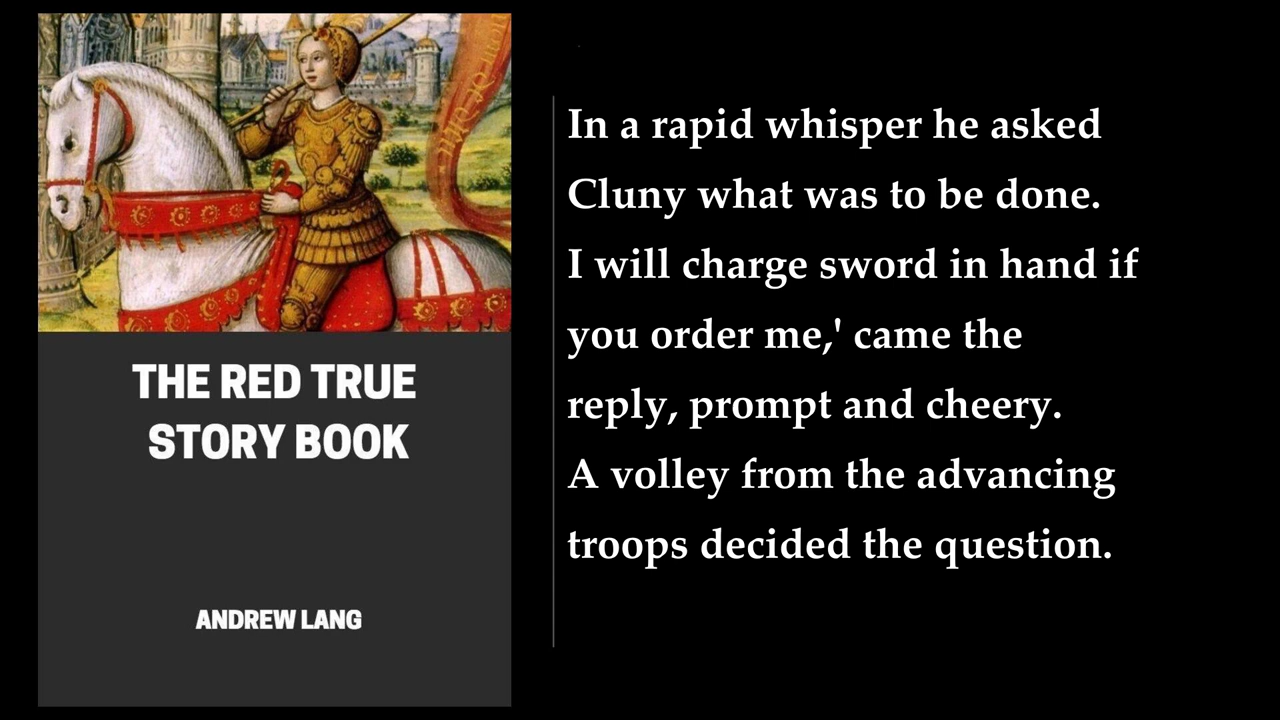 THE RED TRUE
STORY BOOK
ANDREW LANG
In a rapid whisper he asked
Cluny what was to be done.
I will charge sword in hand if
you order me,' came the
reply, prompt and cheery.
A volley from the advancing
troops decided the question.